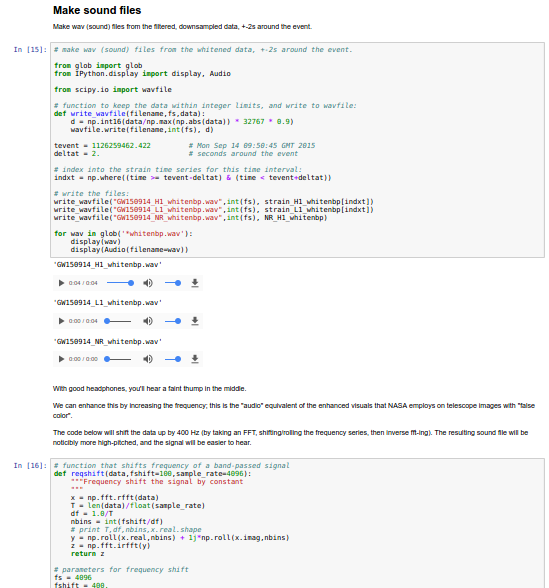 Make sound files
Make wav (sound) files from the filtered, downsampled data, +-2s around the event.
In [15]: # make wav (sound) files from the whitened data, +-2s around the event.
from glob import glob
from IPython.display import display, Audio
from scipy.io import wavfile
# function to keep the data within integer limits, and write to wavfile:
def write_wavfile(filename,fs,data):
    d = np.int16(data/np.max(np.abs(data)) * 32767 * 0.9)
    wavfile.write(filename,int(fs), d)
tevent = 1126259462.422         # Mon Sep 14 09:50:45 GMT 2015
deltat = 2.                     # seconds around the event
# index into the strain time series for this time interval:
indxt = np.where((time >= tevent-deltat) & (time < tevent+deltat))
# write the files:
write_wavfile("GW150914_H1_whitenbp.wav",int(fs), strain_H1_whitenbp[indxt])
write_wavfile("GW150914_L1_whitenbp.wav",int(fs), strain_L1_whitenbp[indxt])
write_wavfile("GW150914_NR_whitenbp.wav",int(fs), NR_H1_whitenbp)
for wav in glob('*whitenbp.wav'):
    display(wav)
    display(Audio(filename=wav))
'GW150914_H1_whitenbp.wav'
0:04 / 0:04
'GW150914_L1_whitenbp.wav'
0:00 / 0:04
'GW150914_NR_whitenbp.wav'
0:00 / 0:00
With good headphones, you'll hear a faint thump in the middle.
We can enhance this by increasing the frequency; this is the "audio" equivalent of the enhanced visuals that NASA employs on telescope images with "false
color".
The code below will shift the data up by 400 Hz (by taking an FFT, shifting/rolling the frequency series, then inverse fft-ing). The resulting sound file will be
noticibly more high-pitched, and the signal will be easier to hear.
In [16]: # function that shifts frequency of a band-passed signal
def reqshift(data,fshift=100,sample_rate=4096):
    """Frequency shift the signal by constant
    """
    x = np.fft.rfft(data)
    T = len(data)/float(sample_rate)
    df = 1.0/T
    nbins = int(fshift/df)
    # print T,df,nbins,x.real.shape
    y = np.roll(x.real,nbins) + 1j*np.roll(x.imag,nbins)
    z = np.fft.irfft(y)
    return z
# parameters for frequency shift
fs = 4096
fshift = 400.